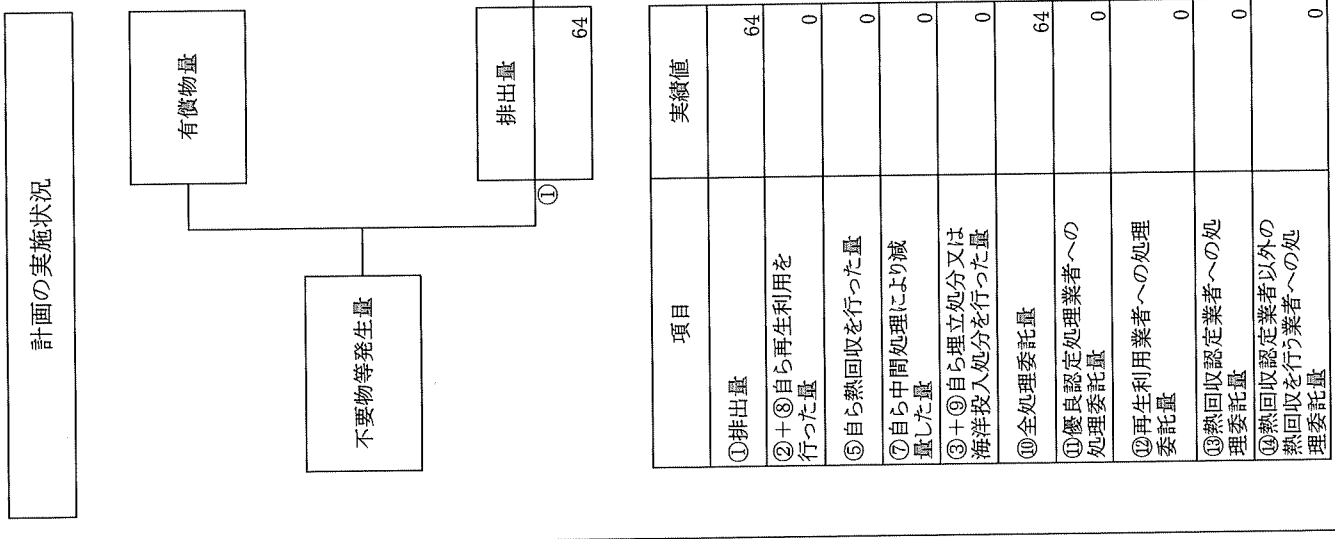 計画の実施状況
有償物量
不要物等発生量
排出量
①
64
項目
実績値
①排出量
64
②+⑧自ら再生利用を
行った量
0
⑤自ら熱回収を行った量
0
⑦自ら中間処理により減
量した量
0
③+⑨自ら埋立処分又は
海洋投入処分を行った量
0
⑩全処理委託量
64
⑪優良認定処理業者への
処理委託量
0
⑫再生利用業者への処理
委託量
0
⑬熱回収認定業者への処
理委託量
0
⑭熱回収認定業者以外の
熱回収を行う業者への処
理委託量
0